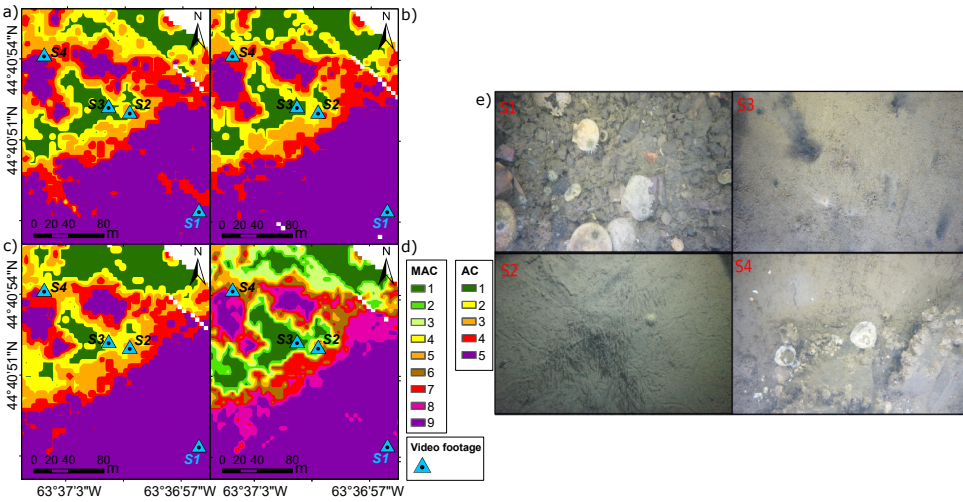 a)
N
b)
N
44°40'54"N
S4
S4
S3
S2
S3
S2
44°40'51"N
S1
S1
0 20 40 80
m
0 20 40 80
m
c)
N
d)
N
44°40'54"N
S4
S4
S3
S2
S3
S2
44°40'51"N
S1
S1
0 20 40 80
m
0 20 40 80
m
63°37'3"W
63°36'57"W
63°37'3"W
63°36'57"W
MAC
1
2
3
4
5
6
7
8
9
AC
1
2
3
4
5
Video footage
e)
S1
S3
S2
S4